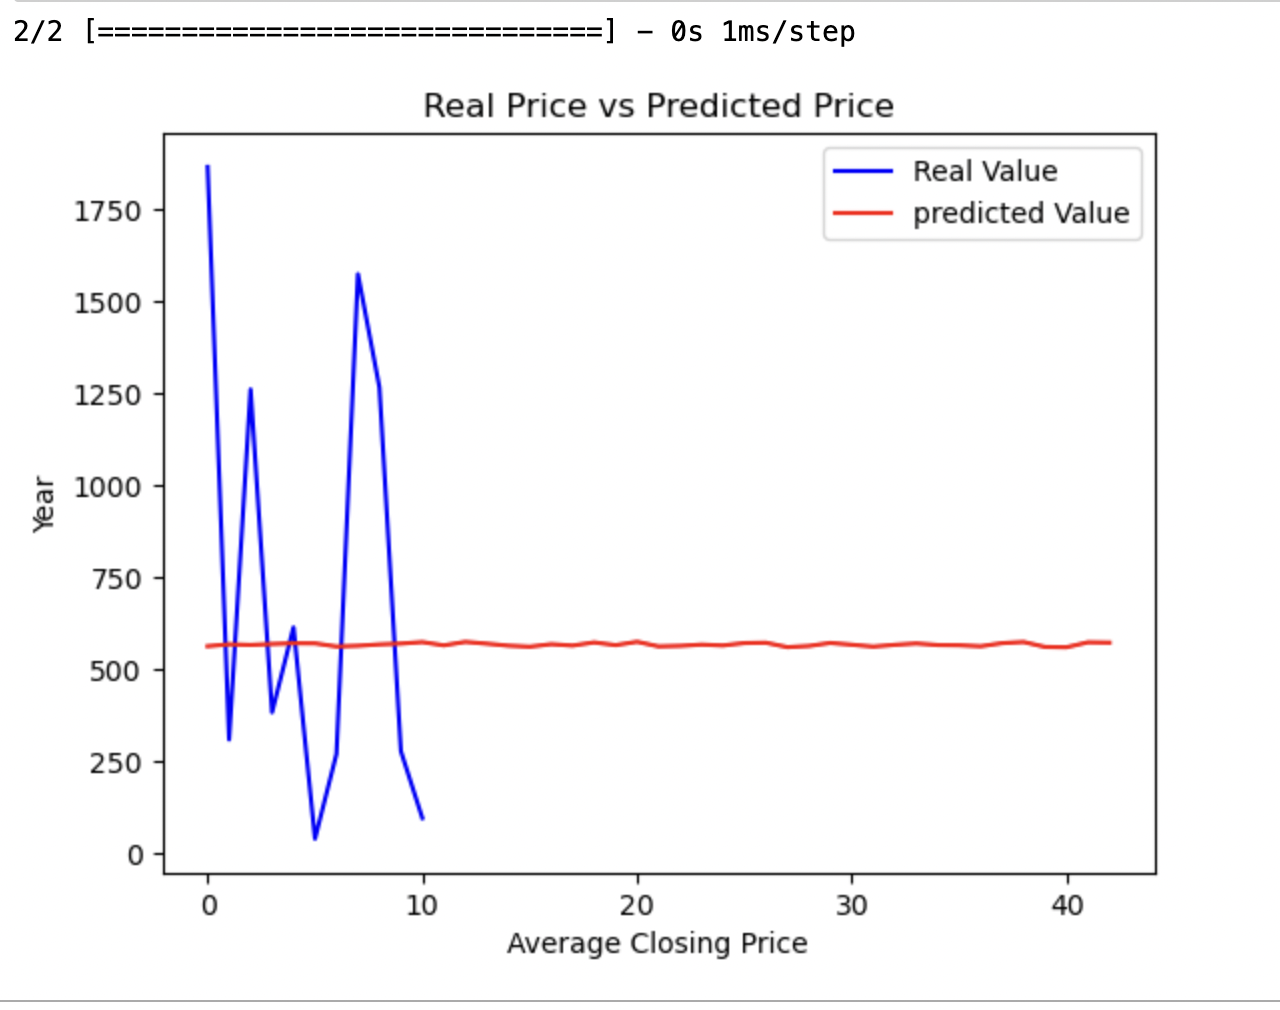 2/2 [==============================] - 0s 1ms/step
Real Price vs Predicted Price
Real Value
predicted Value
1750
1500
1250
1000
750
500
250
0
Year
0 10 20 30 40
Average Closing Price